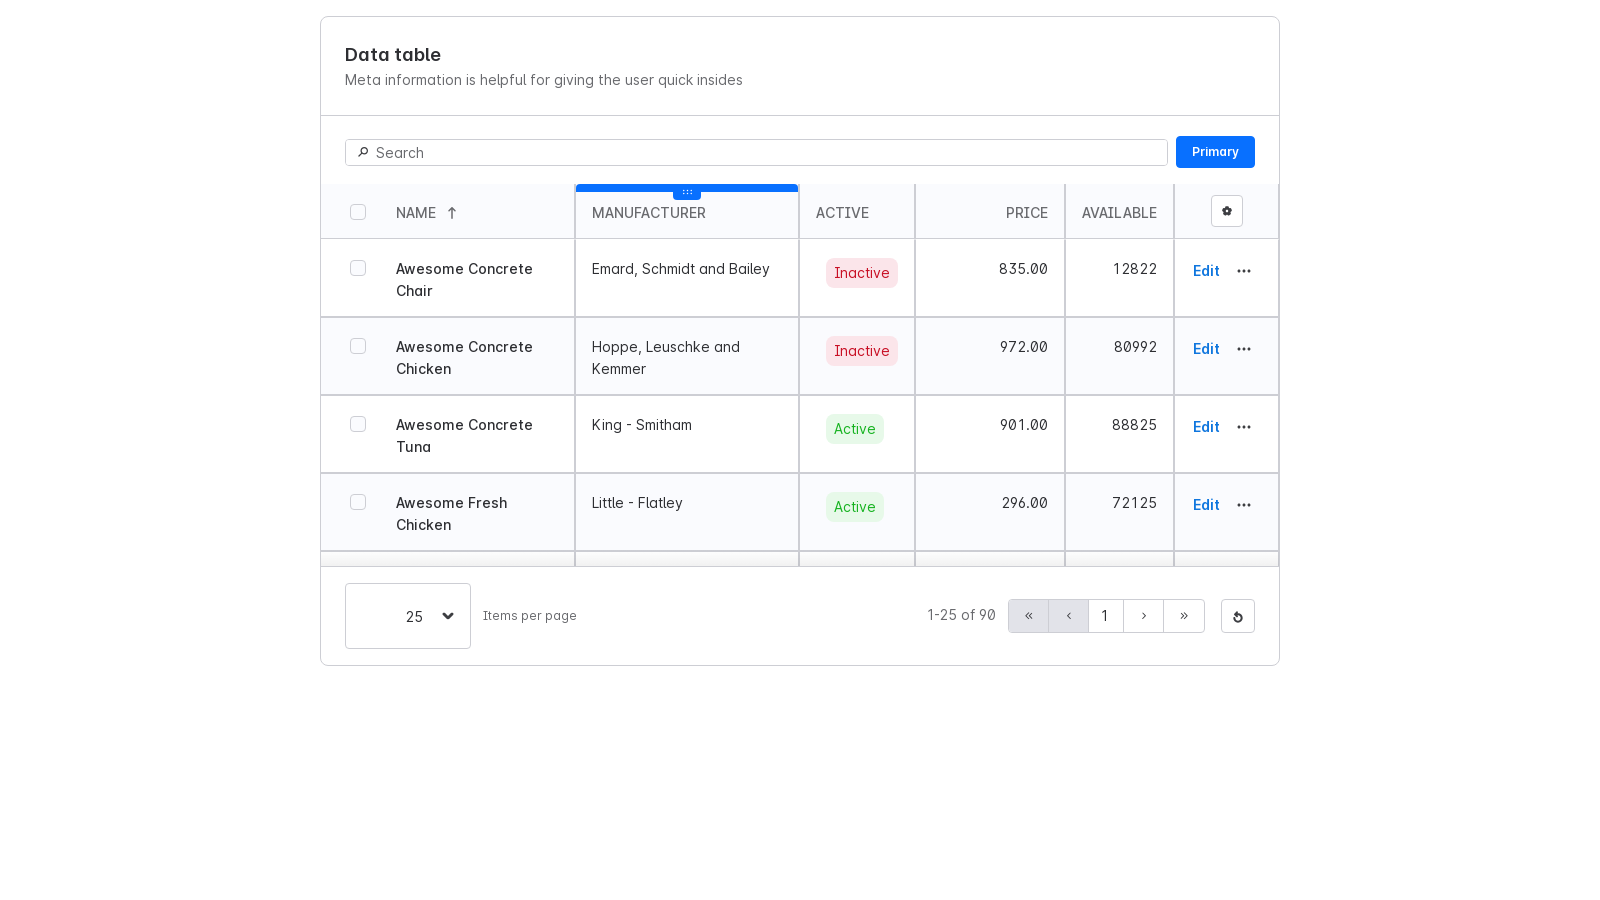 Data table
Meta information is helpful for giving the user quick insides
Search
Primary
NAME MANUFACTURER ACTIVE PRICE AVAILABLE
Awesome Concrete Chair Emard, Schmidt and Bailey Inactive 835.00 12822 Edit
Awesome Concrete Chicken Hoppe, Leuschke and Kemmer Inactive 972.00 80992 Edit
Awesome Concrete Tuna King - Smitham Active 901.00 88825 Edit
Awesome Fresh Chicken Little - Flatley Active 296.00 72125 Edit
25 Items per page 1-25 of 90 « ‹ 1 › »